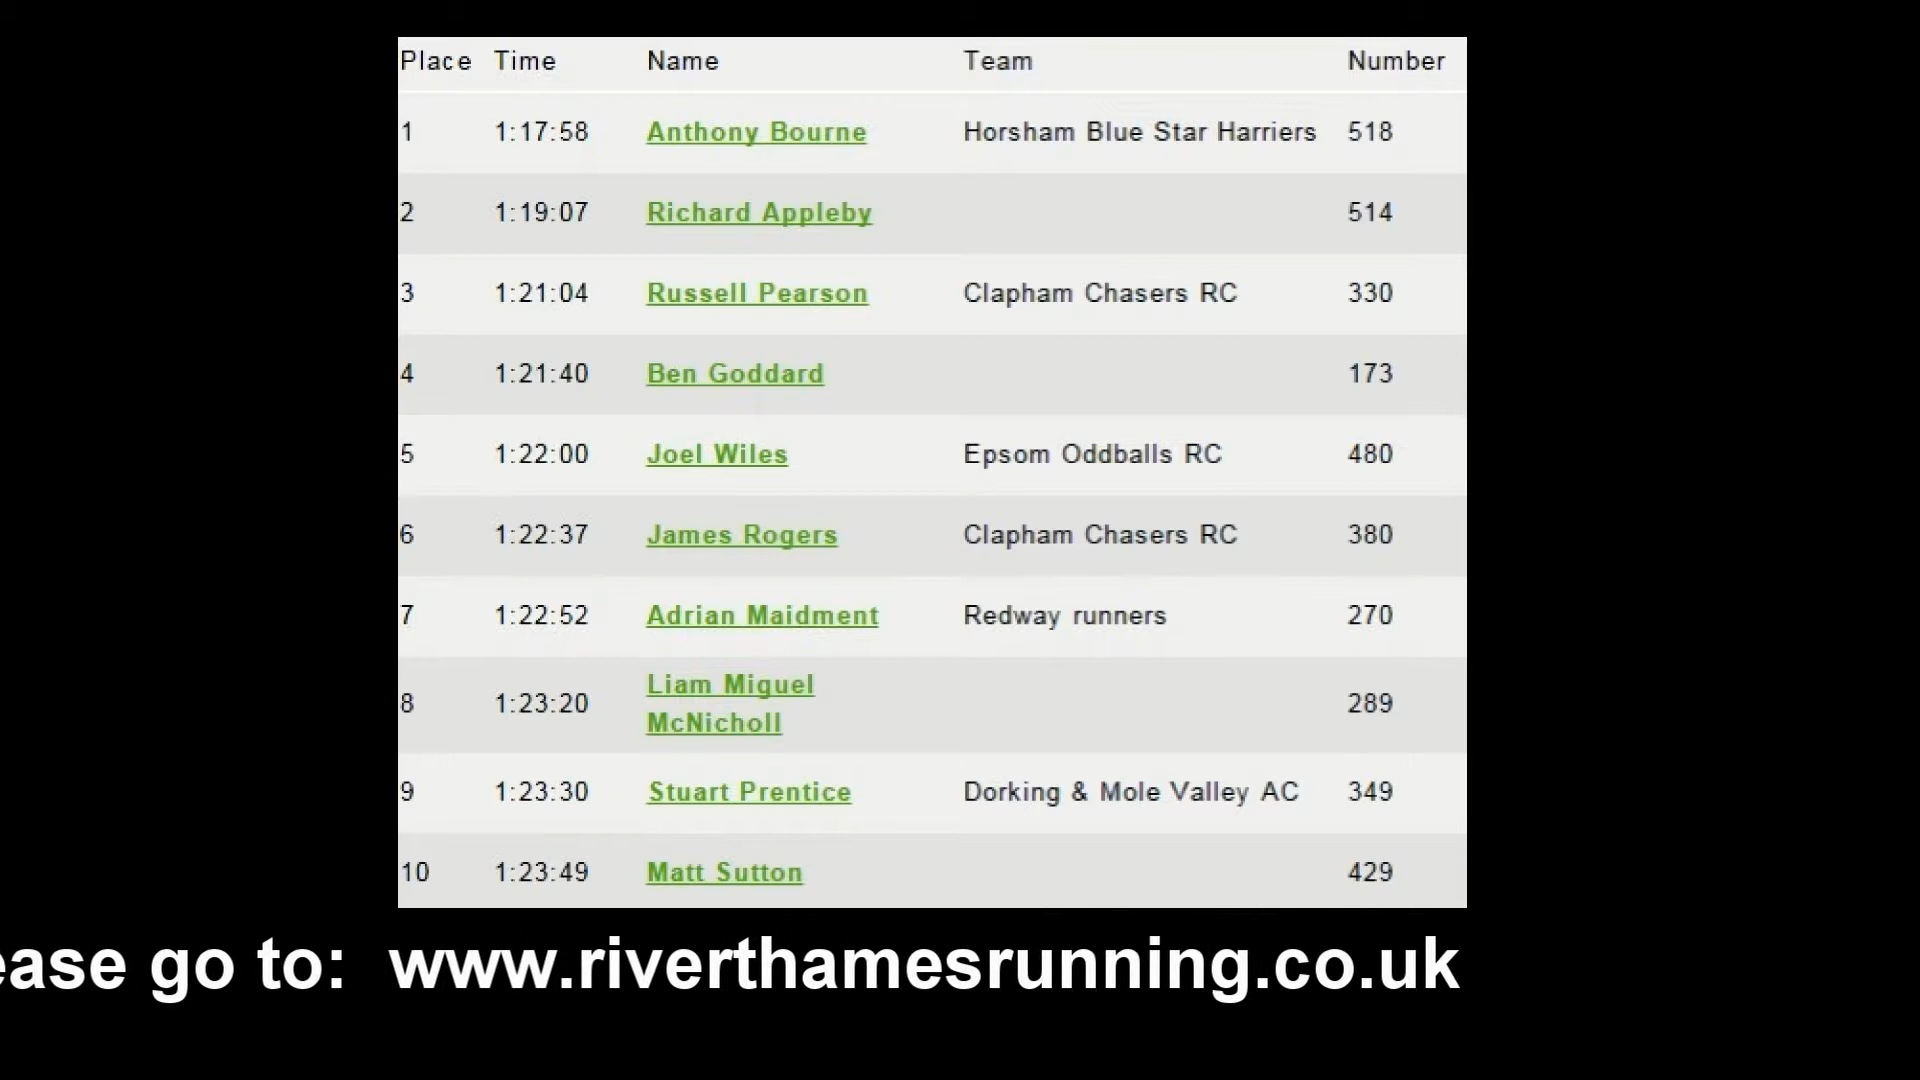 Place Time Name Team Number
1 1:17:58 Anthony Bourne Horsham Blue Star Harriers 518
2 1:19:07 Richard Appleby 514
3 1:21:04 Russell Pearson Clapham Chasers RC 330
4 1:21:40 Ben Goddard 173
5 1:22:00 Joel Wiles Epsom Oddballs RC 480
6 1:22:37 James Rogers Clapham Chasers RC 380
7 1:22:52 Adrian Maidment Redway runners 270
8 1:23:20 Liam Miguel McNicholl 289
9 1:23:30 Stuart Prentice Dorking & Mole Valley AC 349
10 1:23:49 Matt Sutton 429
ease go to: www.riverthamesrunning.co.uk